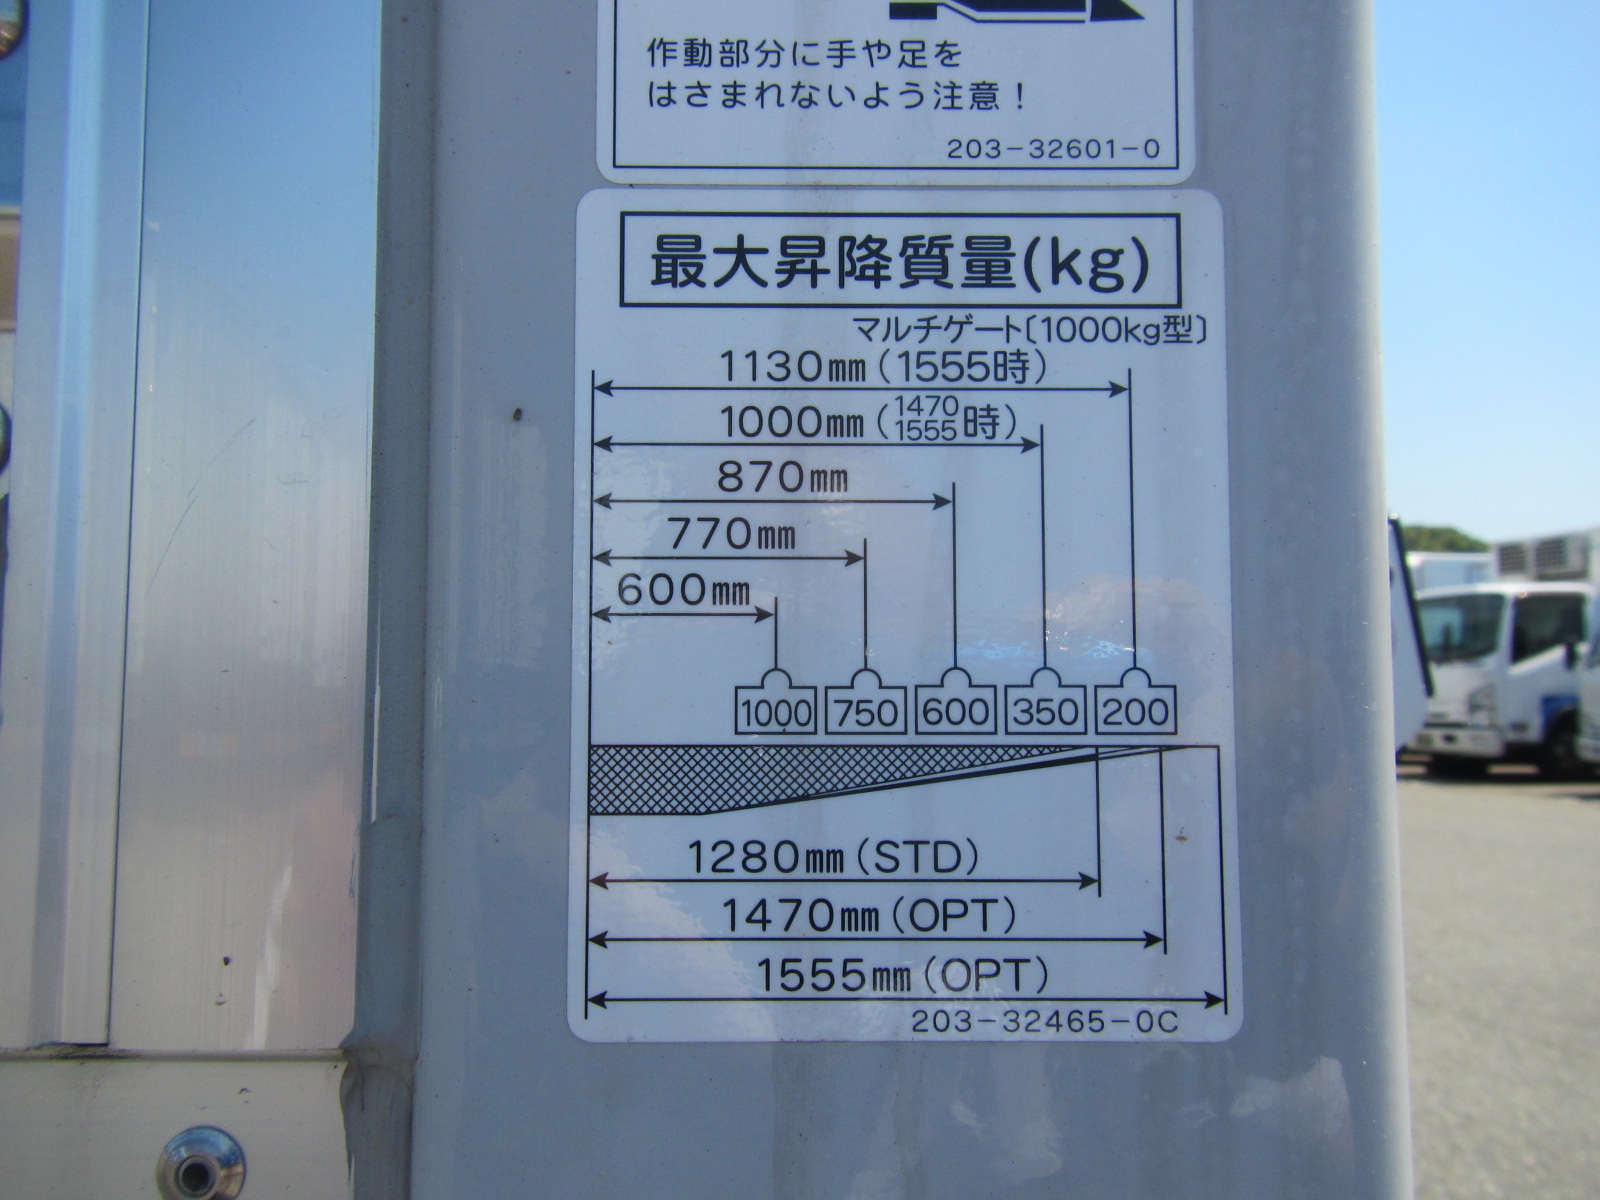 作動部分に手や足を
はさまれないよう注意！
203-32601-0
最大昇降質量(kg)
マルチゲート〔1000kg型〕
1130㎜(1555時)
1000㎜(1470 1555時)
870㎜
770㎜
600㎜
1000 750 600 350 200
1280㎜(STD)
1470㎜(OPT)
1555㎜(OPT)
203-32465-0C